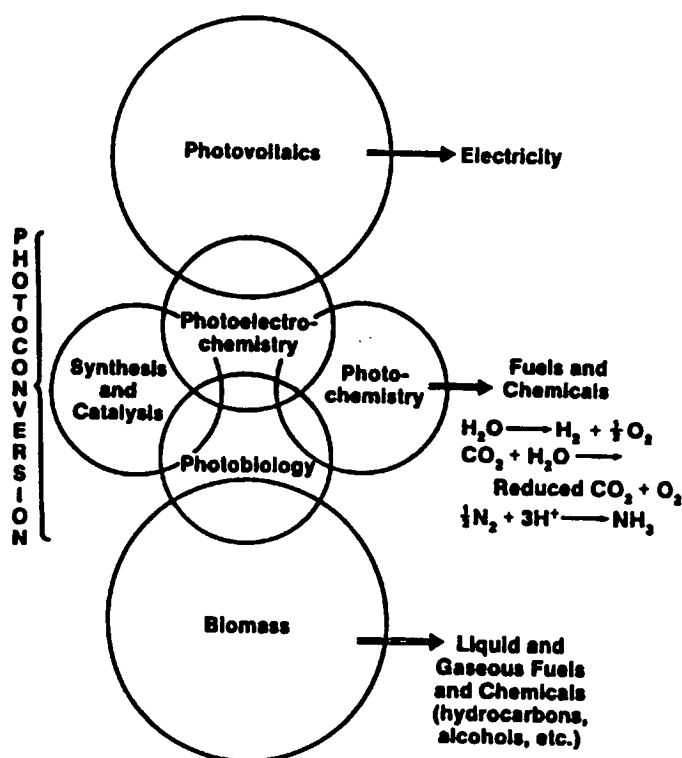 Photovoltaics
Electricity
PHOTOCONVERSION
Photoelectro-
chemistry
Synthesis
and
Catalysis
Photo-
chemistry
Fuels and
Chemicals
H₂O → H₂ + ½ O₂
CO₂ + H₂O →
Reduced CO₂ + O₂
½N₂ + 3H⁺ → NH₃
Photobiology
Biomass
Liquid and
Gaseous Fuels
and Chemicals
(hydrocarbons,
alcohols, etc.)